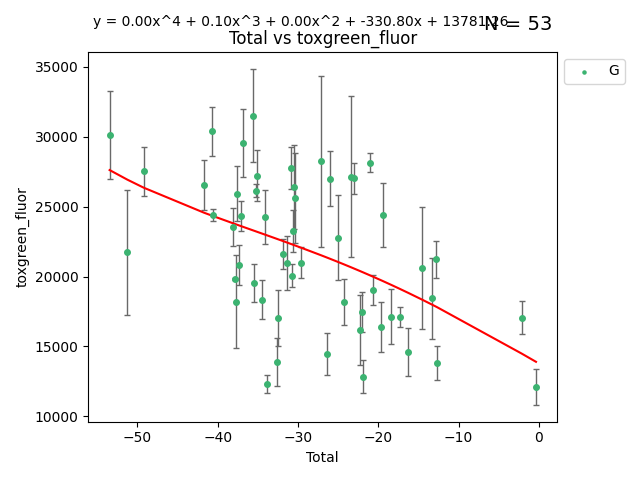 y = 0.00x^4 + 0.10x^3 + 0.00x^2 + -330.80x + 13781.26
N = 53
Total vs toxgreen_fluor
G
35000
30000
25000
20000
15000
10000
toxgreen_fluor
−50
−40
−30
−20
−10
0
Total